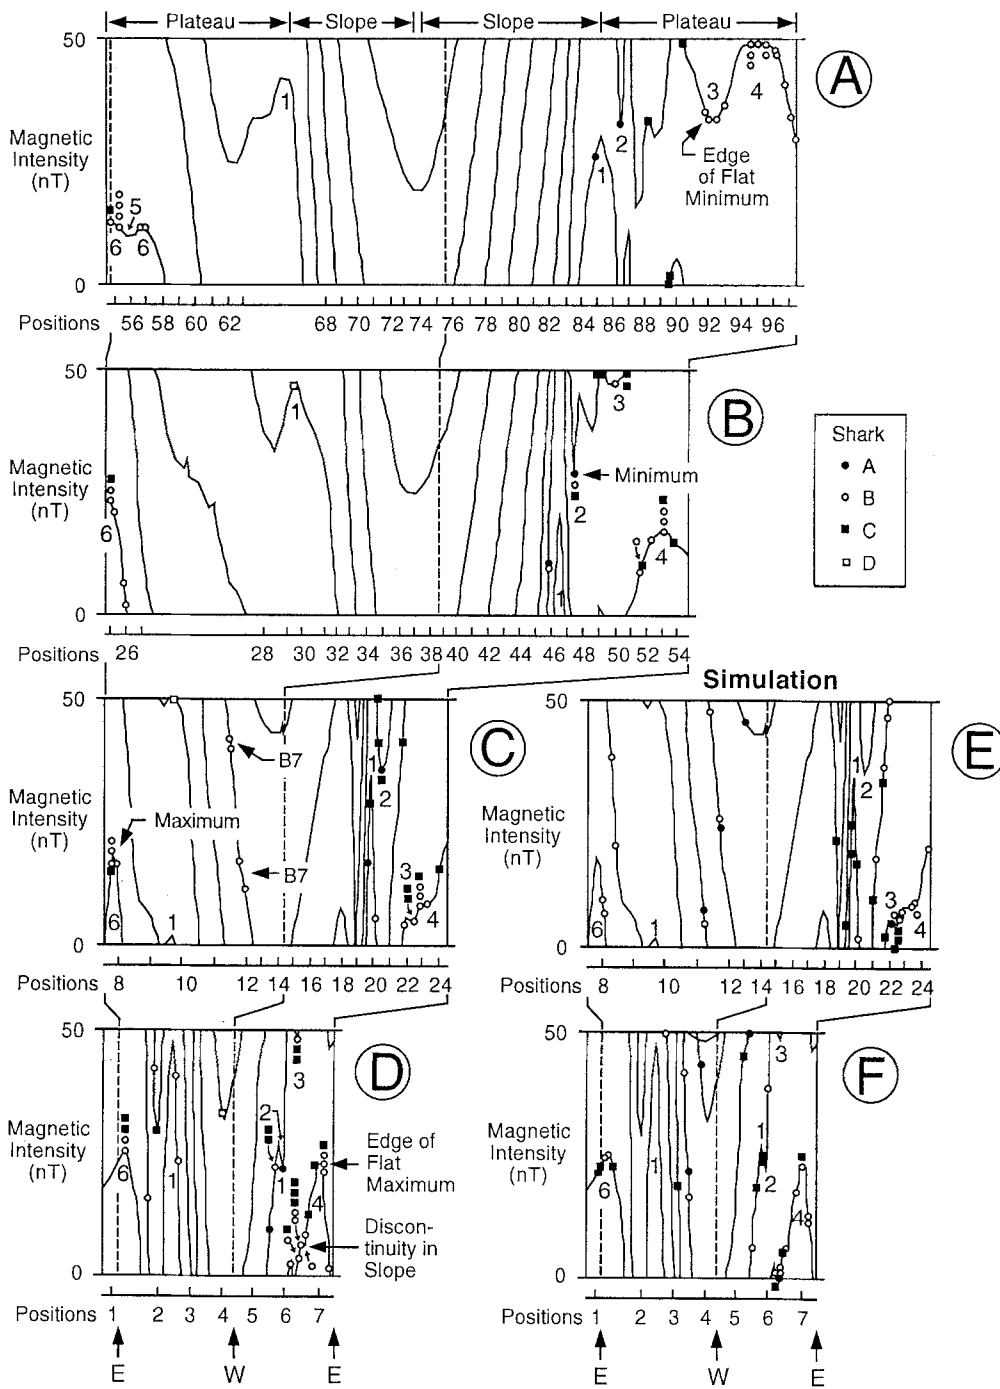 Plateau Slope Slope Plateau
50
A
Magnetic
Intensity
(nT)
1
1
2
3
4
5
6 6
Edge
of Flat
Minimum
0
Positions 56 58 60 62 68 70 72 74 76 78 80 82 84 86 88 90 92 94 96
50
B
Magnetic
Intensity
(nT)
1
3
Minimum
2
6
4
1
0
Positions 26 28 30 32 34 36 38 40 42 44 46 48 50 52 54
Shark
A
B
C
D
50
C
Magnetic
Intensity
(nT)
B7
Maximum
B7
1
2
3
4
6
1
0
Positions 8 10 12 14 16 18 20 22 24
Simulation
50
E
Magnetic
Intensity
(nT)
1
2
3
4
6
1
0
Positions 8 10 12 14 16 18 20 22 24
50
D
Magnetic
Intensity
(nT)
3
2
6
1
1
4
Edge of
Flat
Maximum
Discon-
tinuity in
Slope
0
Positions 1 2 3 4 5 6 7
E W E
50
F
Magnetic
Intensity
(nT)
3
1
2
6
1
4
0
Positions 1 2 3 4 5 6 7
E W E